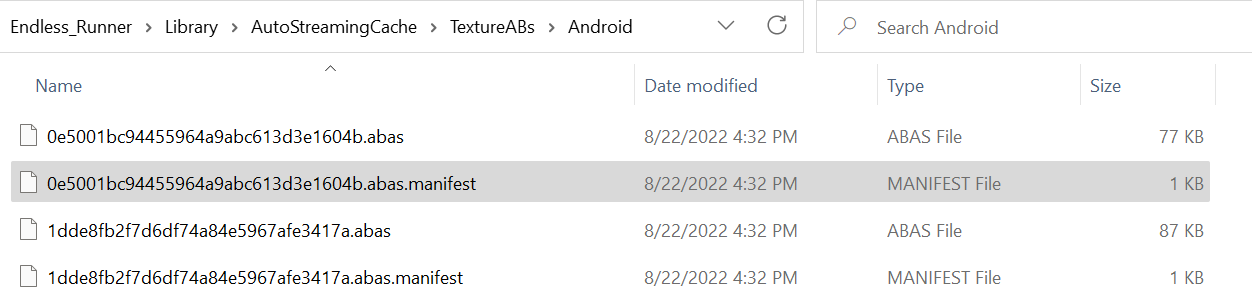 Endless_Runner > Library > AutoStreamingCache > TextureABs > Android Search Android
Name Date modified Type Size
0e5001bc94455964a9abc613d3e1604b.abas 8/22/2022 4:32 PM ABAS File 77 KB
0e5001bc94455964a9abc613d3e1604b.abas.manifest 8/22/2022 4:32 PM MANIFEST File 1 KB
1dde8fb2f7d6df74a84e5967afe3417a.abas 8/22/2022 4:32 PM ABAS File 87 KB
1dde8fb2f7d6df74a84e5967afe3417a.abas.manifest 8/22/2022 4:32 PM MANIFEST File 1 KB